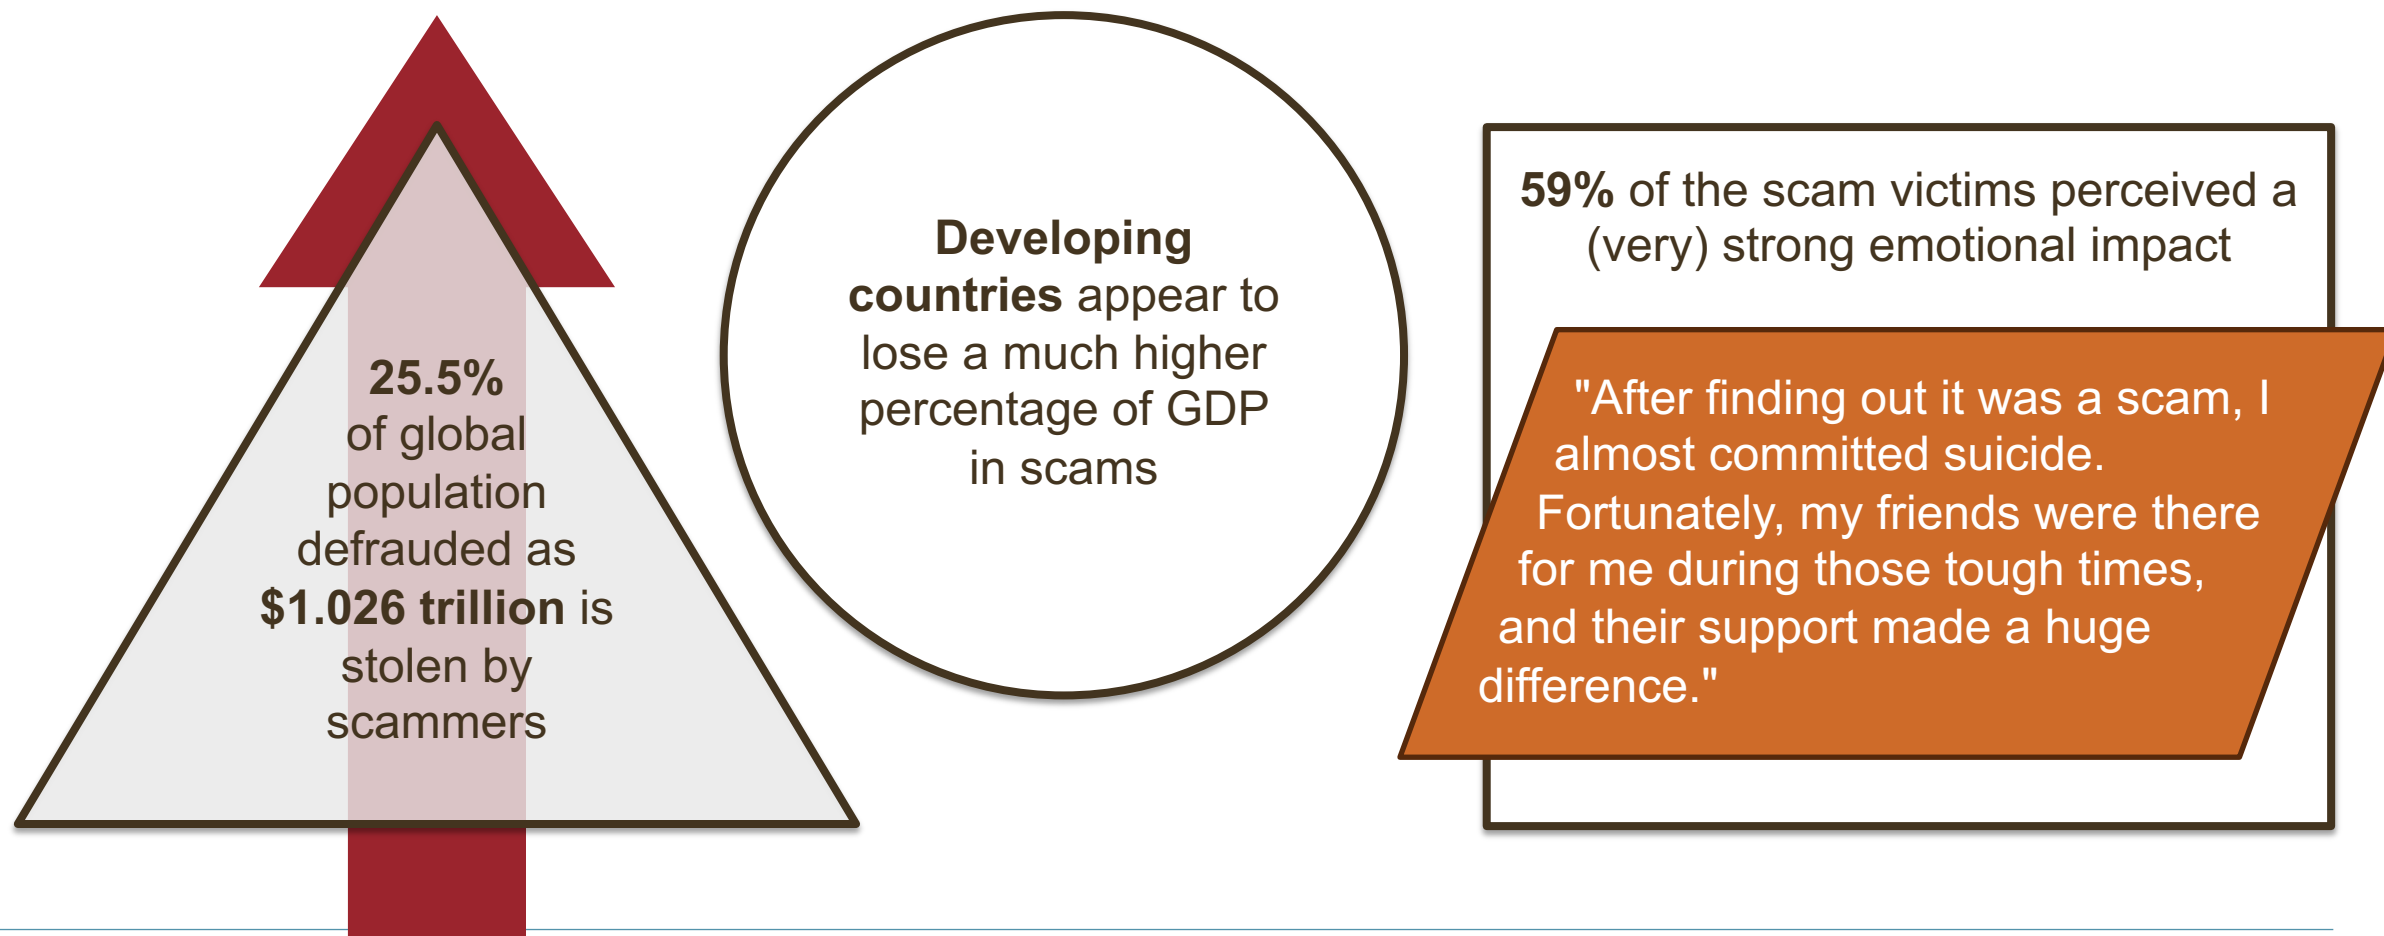 25.5%
of global
population
defrauded as
$1.026 trillion is
stolen by
scammers
Developing
countries appear to
lose a much higher
percentage of GDP
in scams
59% of the scam victims perceived a
(very) strong emotional impact
"After finding out it was a scam, I
almost committed suicide.
Fortunately, my friends were there
for me during those tough times,
and their support made a huge
difference."